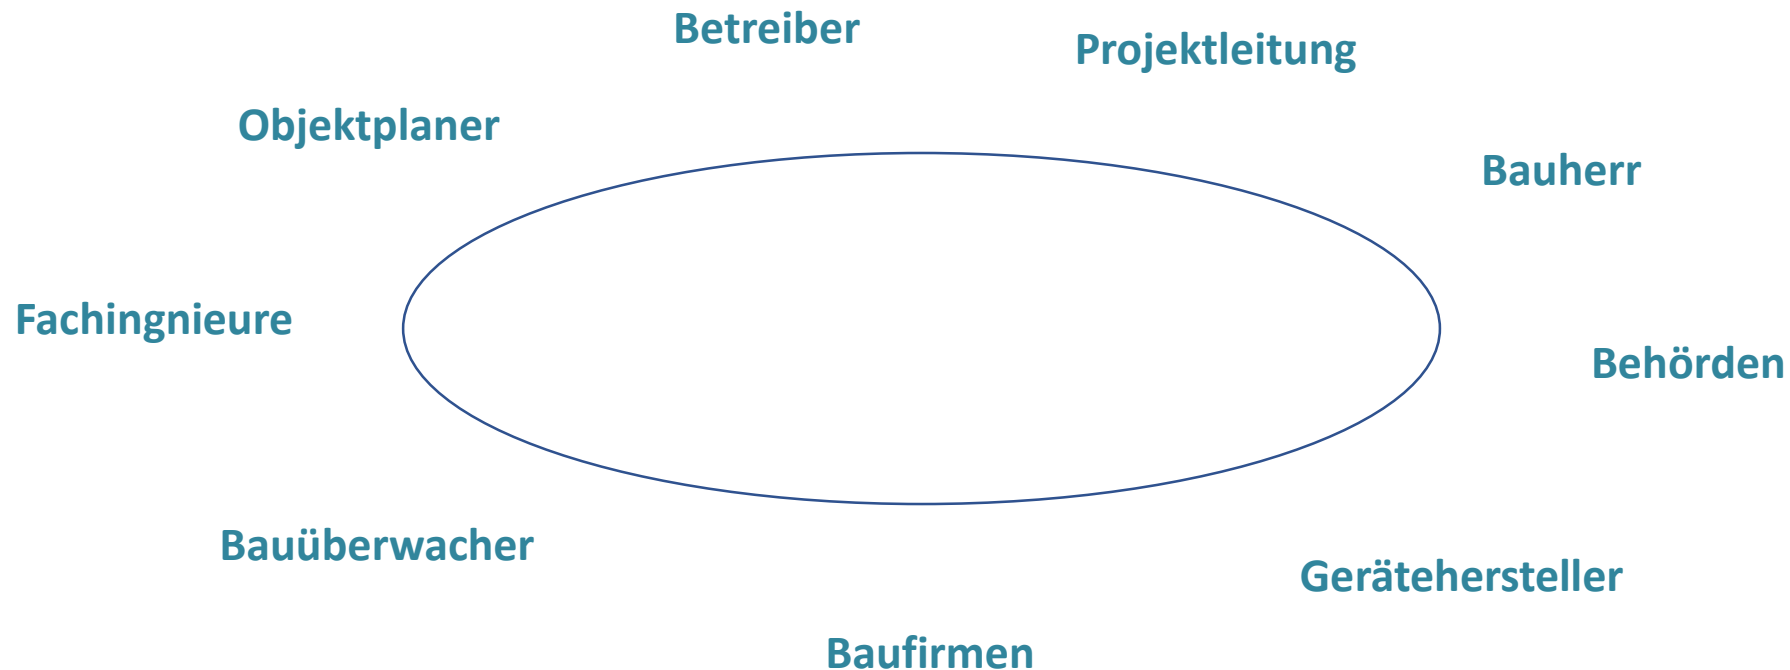 Betreiber
Projektleitung
Objektplaner
Bauherr
Fachingnieure
Behörden
Bauüberwacher
Gerätehersteller
Baufirmen